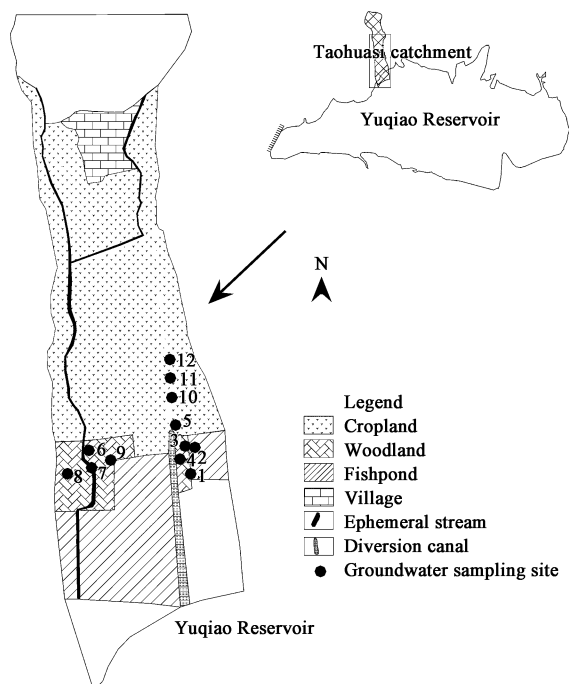 Taohuasi catchment
Yuqiao Reservoir
N
12
11
10
5
3
6
9
2
4
7
8
1
Legend
Cropland
Woodland
Fishpond
Village
Ephemeral stream
Diversion canal
Groundwater sampling site
Yuqiao Reservoir